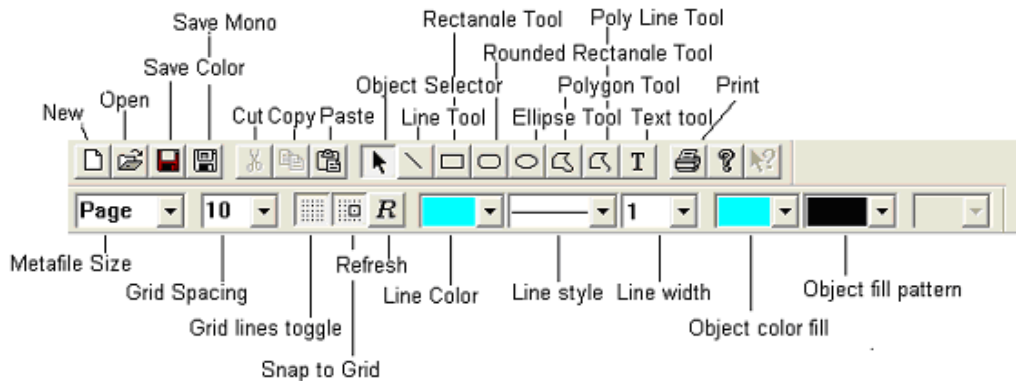 Save Mono
Rectangle Tool
Poly Line Tool
Save Color
Rounded Rectangle Tool
Object Selector
Polygon Tool
Print
New
Open
Cut Copy Paste
Line Tool
Ellipse Tool
Text tool
T
?
?
Page
10
R
1
Metafile Size
Refresh
Grid Spacing
Line Color
Line style
Line width
Object fill pattern
Grid lines toggle
Object color fill
Snap to Grid